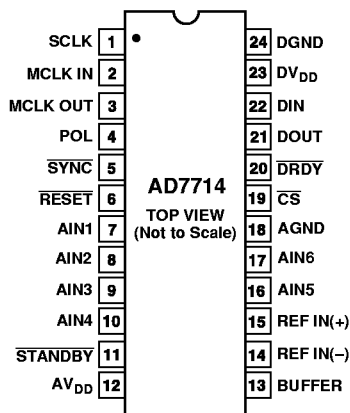 SCLK 1 24 DGND
MCLK IN 2 23 DVDD
MCLK OUT 3 22 DIN
POL 4 21 DOUT
SYNC 5 20 DRDY
RESET 6 19 CS
AD7714
TOP VIEW
(Not to Scale)
AIN1 7 18 AGND
AIN2 8 17 AIN6
AIN3 9 16 AIN5
AIN4 10 15 REF IN(+)
STANDBY 11 14 REF IN(–)
AVDD 12 13 BUFFER